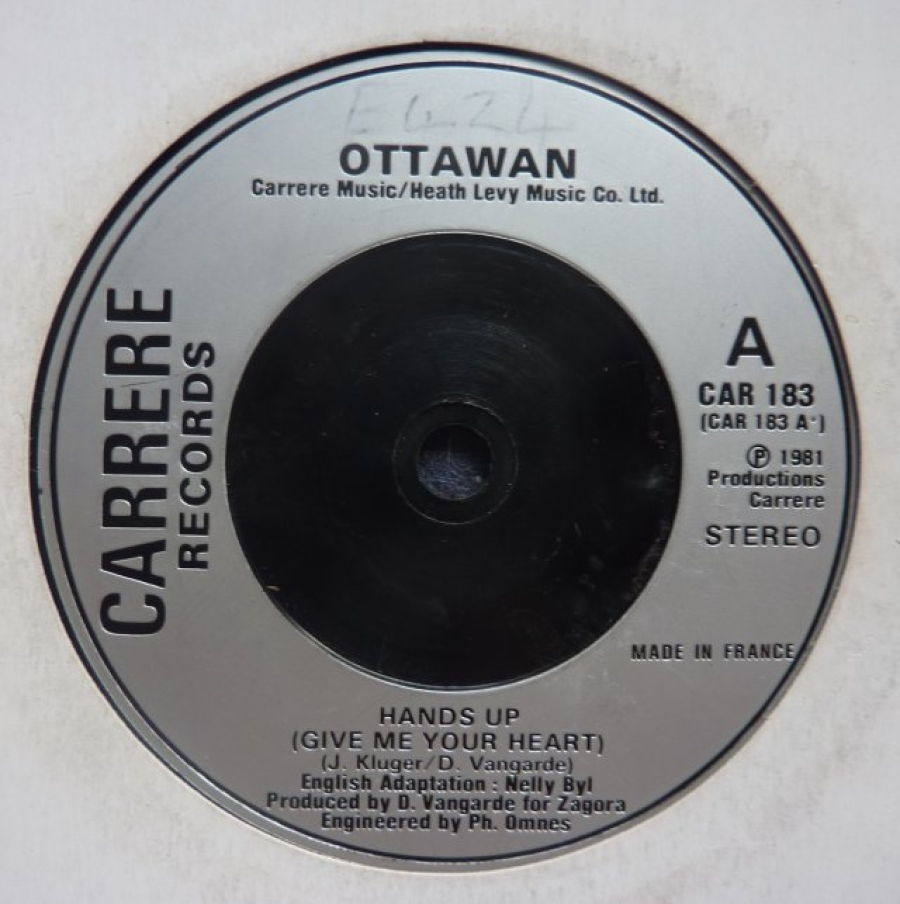 E424
OTTAWAN
Carrere Music/Heath Levy Music Co. Ltd.
CARRERE
RECORDS
A
CAR 183
(CAR 183 A*)
℗ 1981
Productions
Carrere
STEREO
MADE IN FRANCE
HANDS UP
(GIVE ME YOUR HEART)
(J. Kluger/D. Vangarde)
English Adaptation : Nelly Byl
Produced by D. Vangarde for Zagora
Engineered by Ph. Omnes